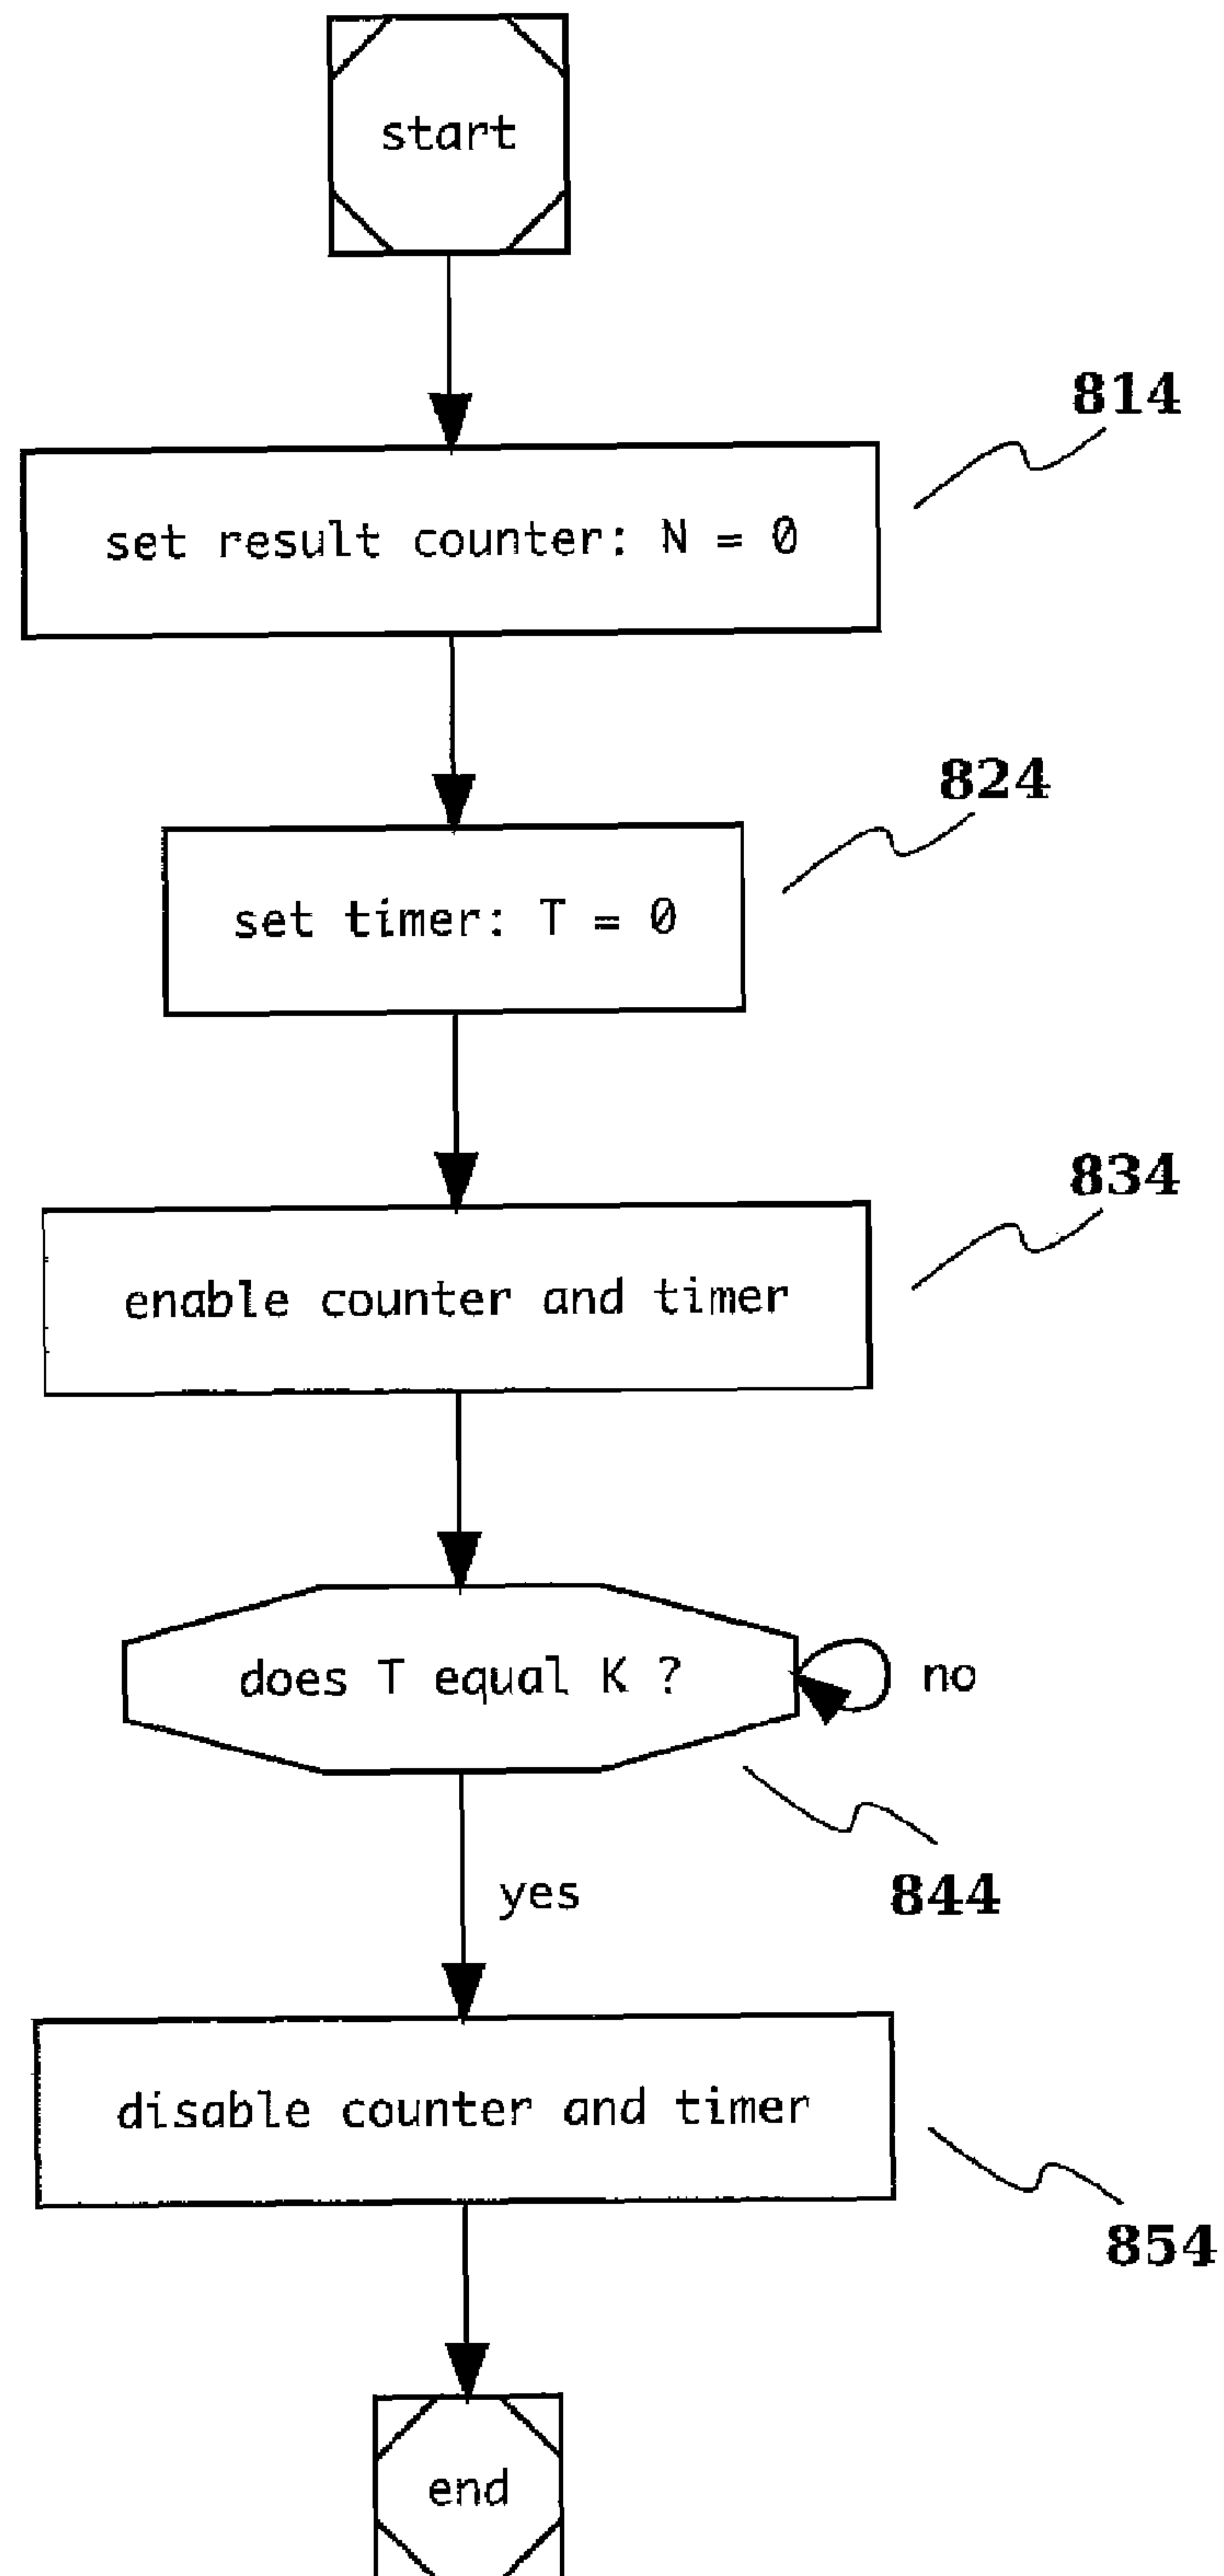 start
814
set result counter: N = 0
824
set timer: T = 0
834
enable counter and timer
does T equal K ?
no
844
yes
disable counter and timer
854
end